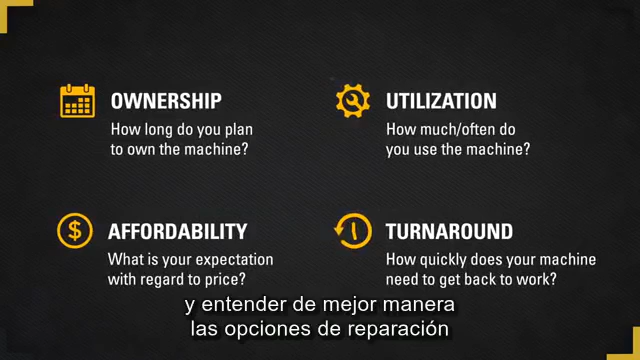 OWNERSHIP
How long do you plan
to own the machine?
UTILIZATION
How much/often do
you use the machine?
AFFORDABILITY
What is your expectation
with regard to price?
TURNAROUND
How quickly does your machine
need to get back to work?
y entender de mejor manera
las opciones de reparación